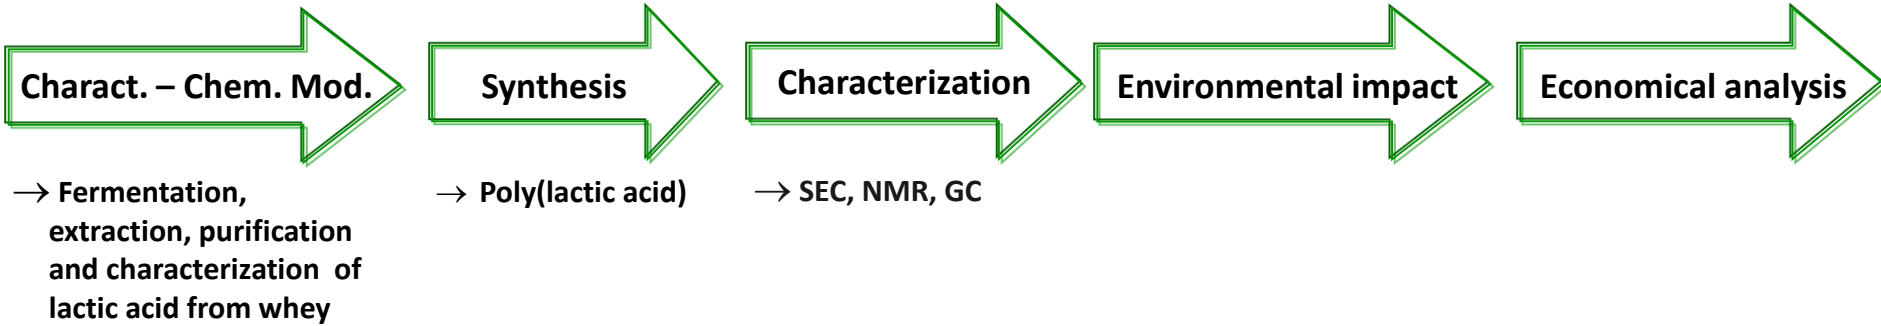 Charact. – Chem. Mod.
Synthesis
Characterization
Environmental impact
Economical analysis
→ Fermentation,
extraction, purification
and characterization of
lactic acid from whey
→ Poly(lactic acid)
→ SEC, NMR, GC